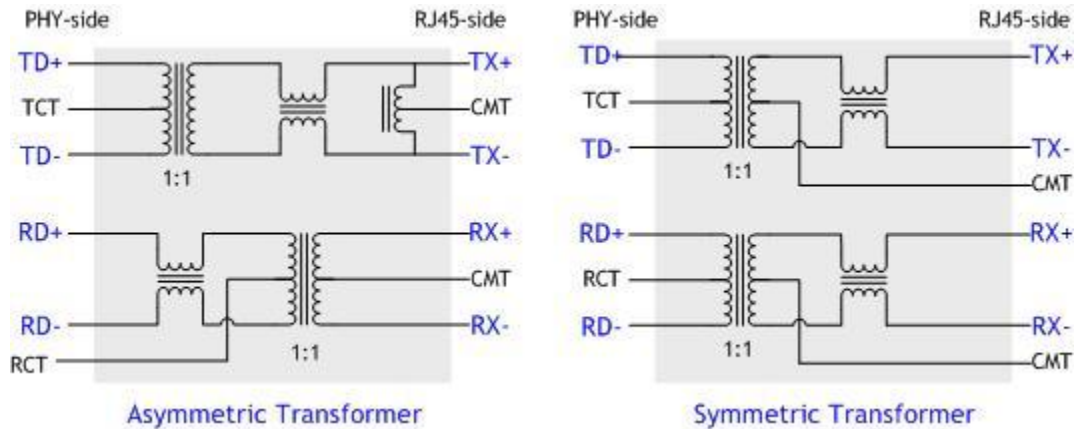 PHY-side RJ45-side
TD+ TX+
TCT CMT
TD- TX-
1:1
RD+ RX+
CMT
RD- RX-
RCT
1:1
Asymmetric Transformer
PHY-side RJ45-side
TD+ TX+
TCT
TD- TX-
1:1
CMT
RD+ RX+
RCT
RD- RX-
1:1
CMT
Symmetric Transformer